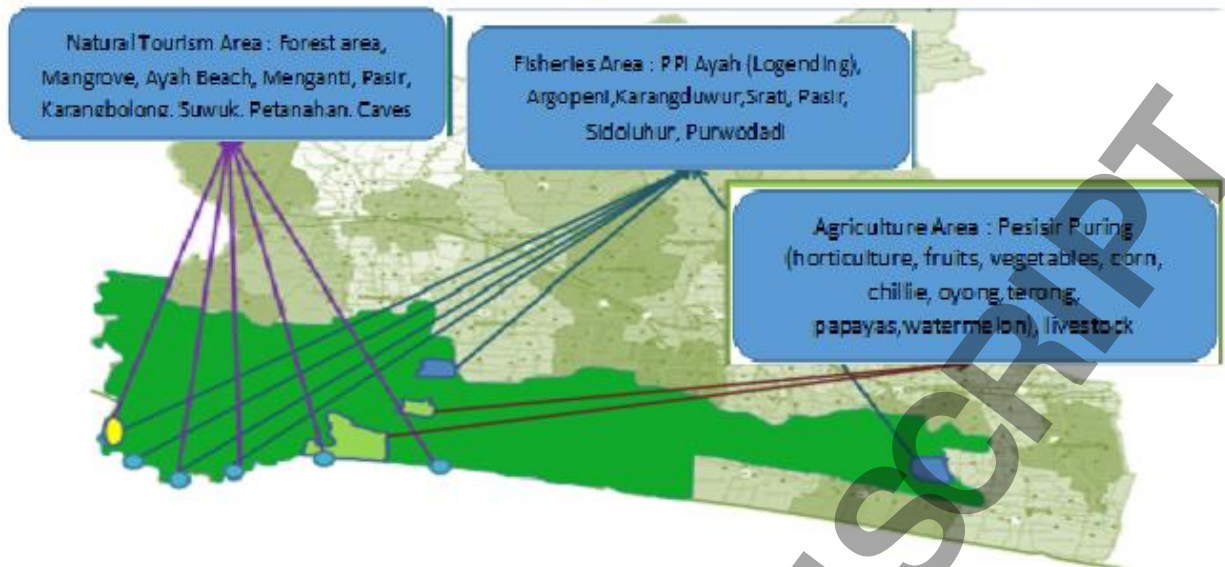 Natural Tourism Area : Forest area,
Mangrove, Ayah Beach, Menganti, Pasir,
Karangbolong, Suwuk, Petanahan, Caves
Fisheries Area : PPI Ayah (Logending),
Argopeni,Karangduwur,Srati, Pasir,
Sidoluhur, Purwodadi
Agriculture Area : Pesisir Puring
(horticulture, fruits, vegetables, corn,
chillie, oyong,terong,
papayas,watermelon), livestock
SCRIPT